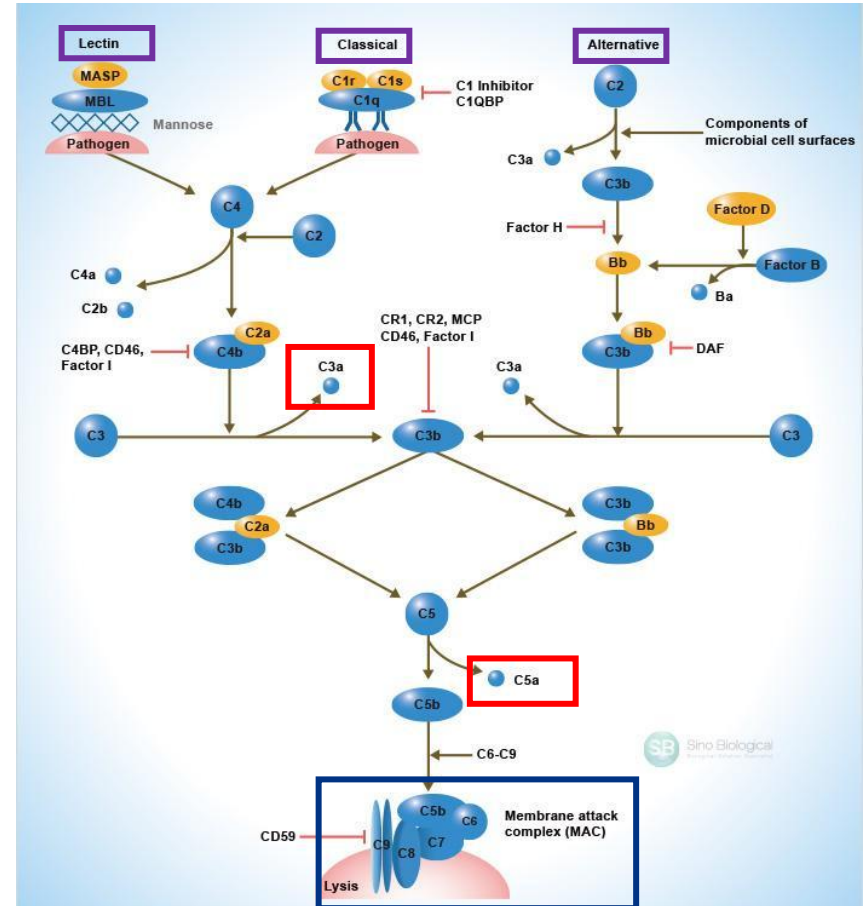 Lectin
Classical
Alternative
MASP
MBL
Mannose
Pathogen
C1r
C1s
C1q
Pathogen
C1 Inhibitor
C1QBP
C2
Components of
microbial cell surfaces
C3a
C3b
Factor H
Factor D
Bb
Factor B
Ba
C4
C2
C4a
C2b
C2a
C4b
C4BP, CD46,
Factor I
C3a
CR1, CR2, MCP
CD46, Factor I
C3a
Bb
C3b
DAF
C3
C3b
C3
C4b
C2a
C3b
C3b
Bb
C3b
C5
C5a
C5b
C6-C9
SB Sino Biological
C5b
C6
C7
C8
C9
CD59
Membrane attack
complex (MAC)
Lysis